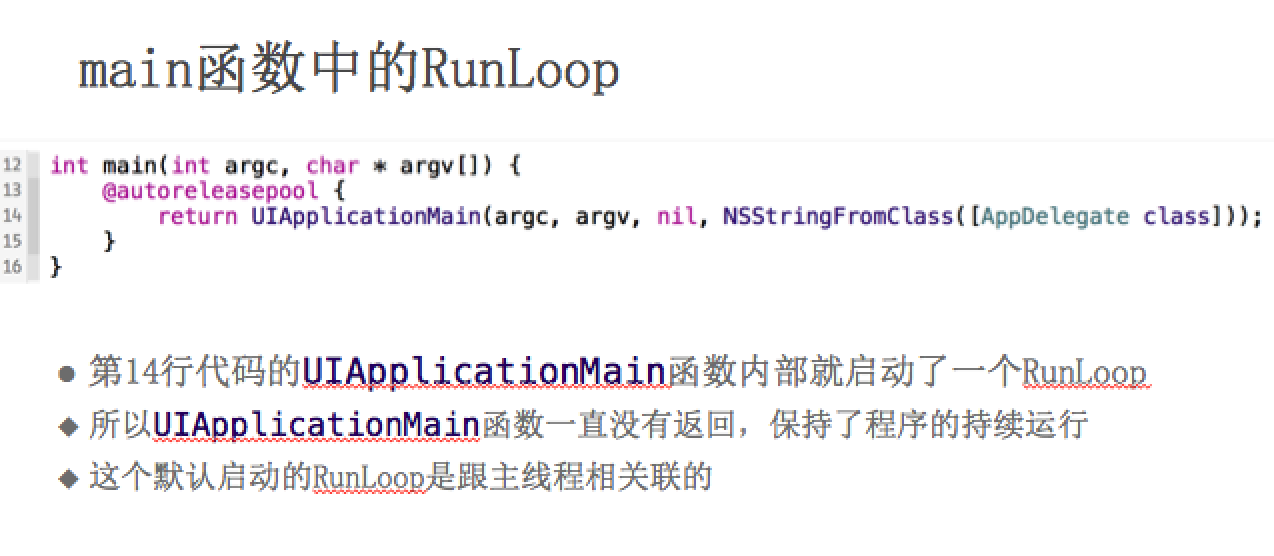 main函数中的RunLoop
12 int main(int argc, char * argv[]) {
13     @autoreleasepool {
14         return UIApplicationMain(argc, argv, nil, NSStringFromClass([AppDelegate class]));
15     }
16 }
● 第14行代码的UIApplicationMain函数内部就启动了一个RunLoop
◆ 所以UIApplicationMain函数一直没有返回，保持了程序的持续运行
◆ 这个默认启动的RunLoop是跟主线程相关联的